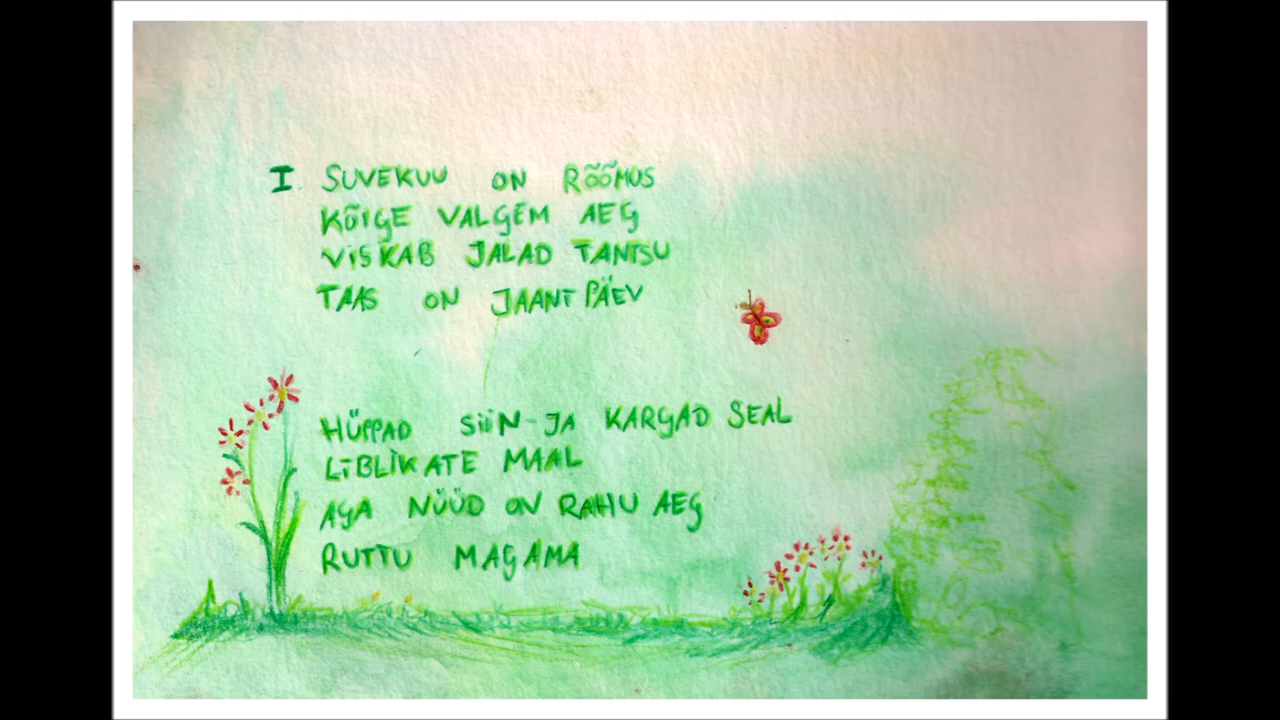 I. SUVEKUU ON RÕÕMUS
KÕIGE VALGEM AEG
VISKAB JALAD TANTSU
TAAS ON JAANIPÄEV
HÜPPAD SIIN-JA KARGAD SEAL
LIBLIKATE MAAL
AGA NÜÜD ON RAHU AEG
RUTTU MAGAMA